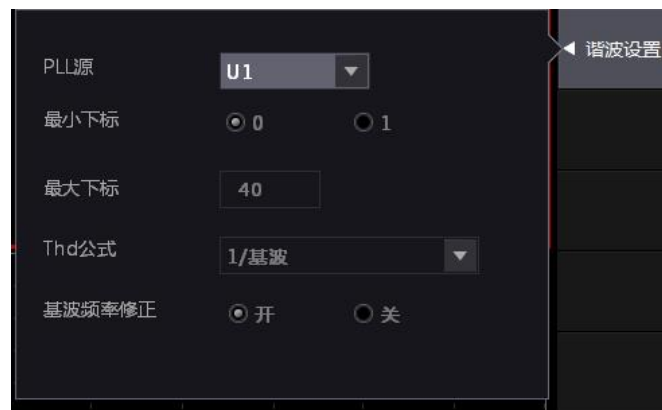 PLL源 U1
谐波设置
最小下标 0 1
最大下标 40
Thd公式 1/基波
基波频率修正 开 关